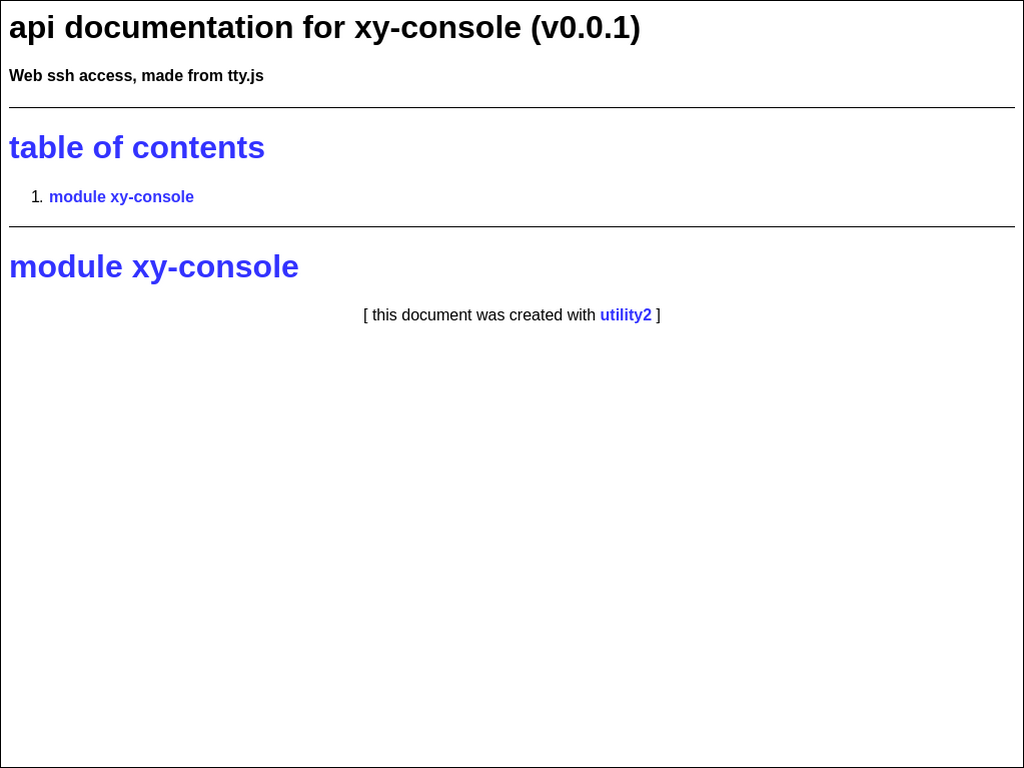 api documentation for xy-console (v0.0.1)
Web ssh access, made from tty.js
table of contents
1. module xy-console
module xy-console
[ this document was created with utility2 ]